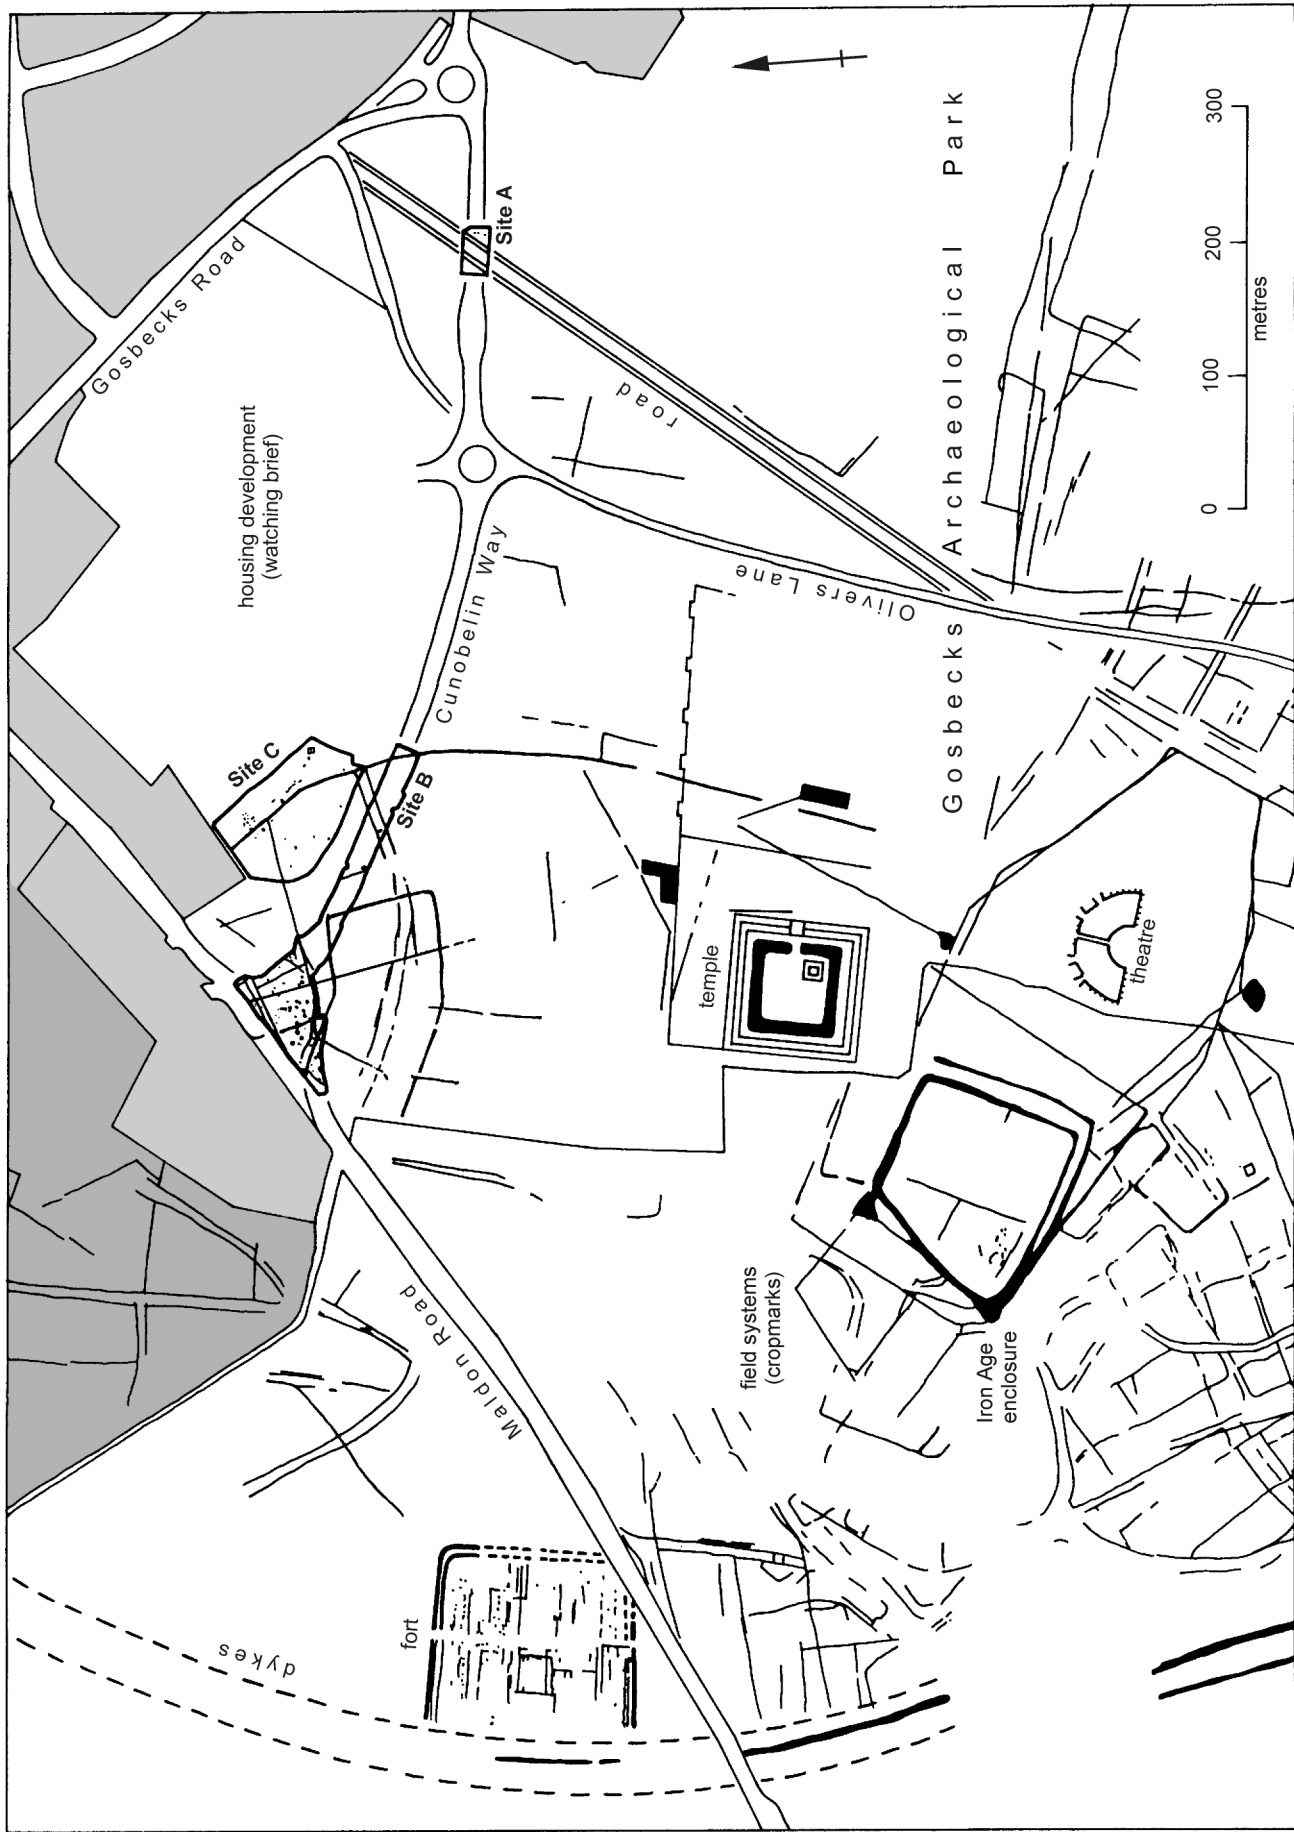 dykes
fort
Maldon Road
field systems
(cropmarks)
Iron Age
enclosure
temple
theatre
Site C
Site B
Cunobelin Way
housing development
(watching brief)
Gosbecks Road
Olivers Lane
road
Site A
Gosbecks Archaeological Park
0 100 200 300
metres